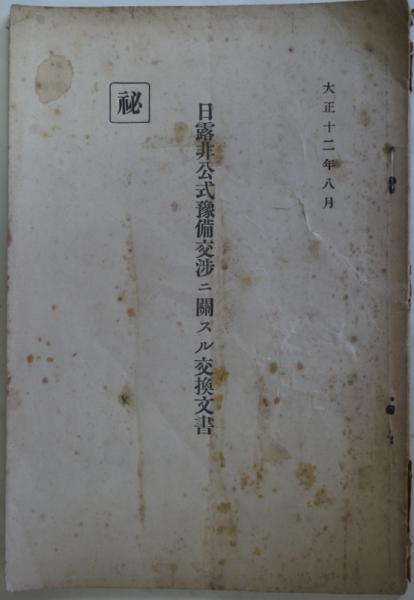 大正十二年八月
日露非公式豫備交渉ニ關スル交換文書
祕